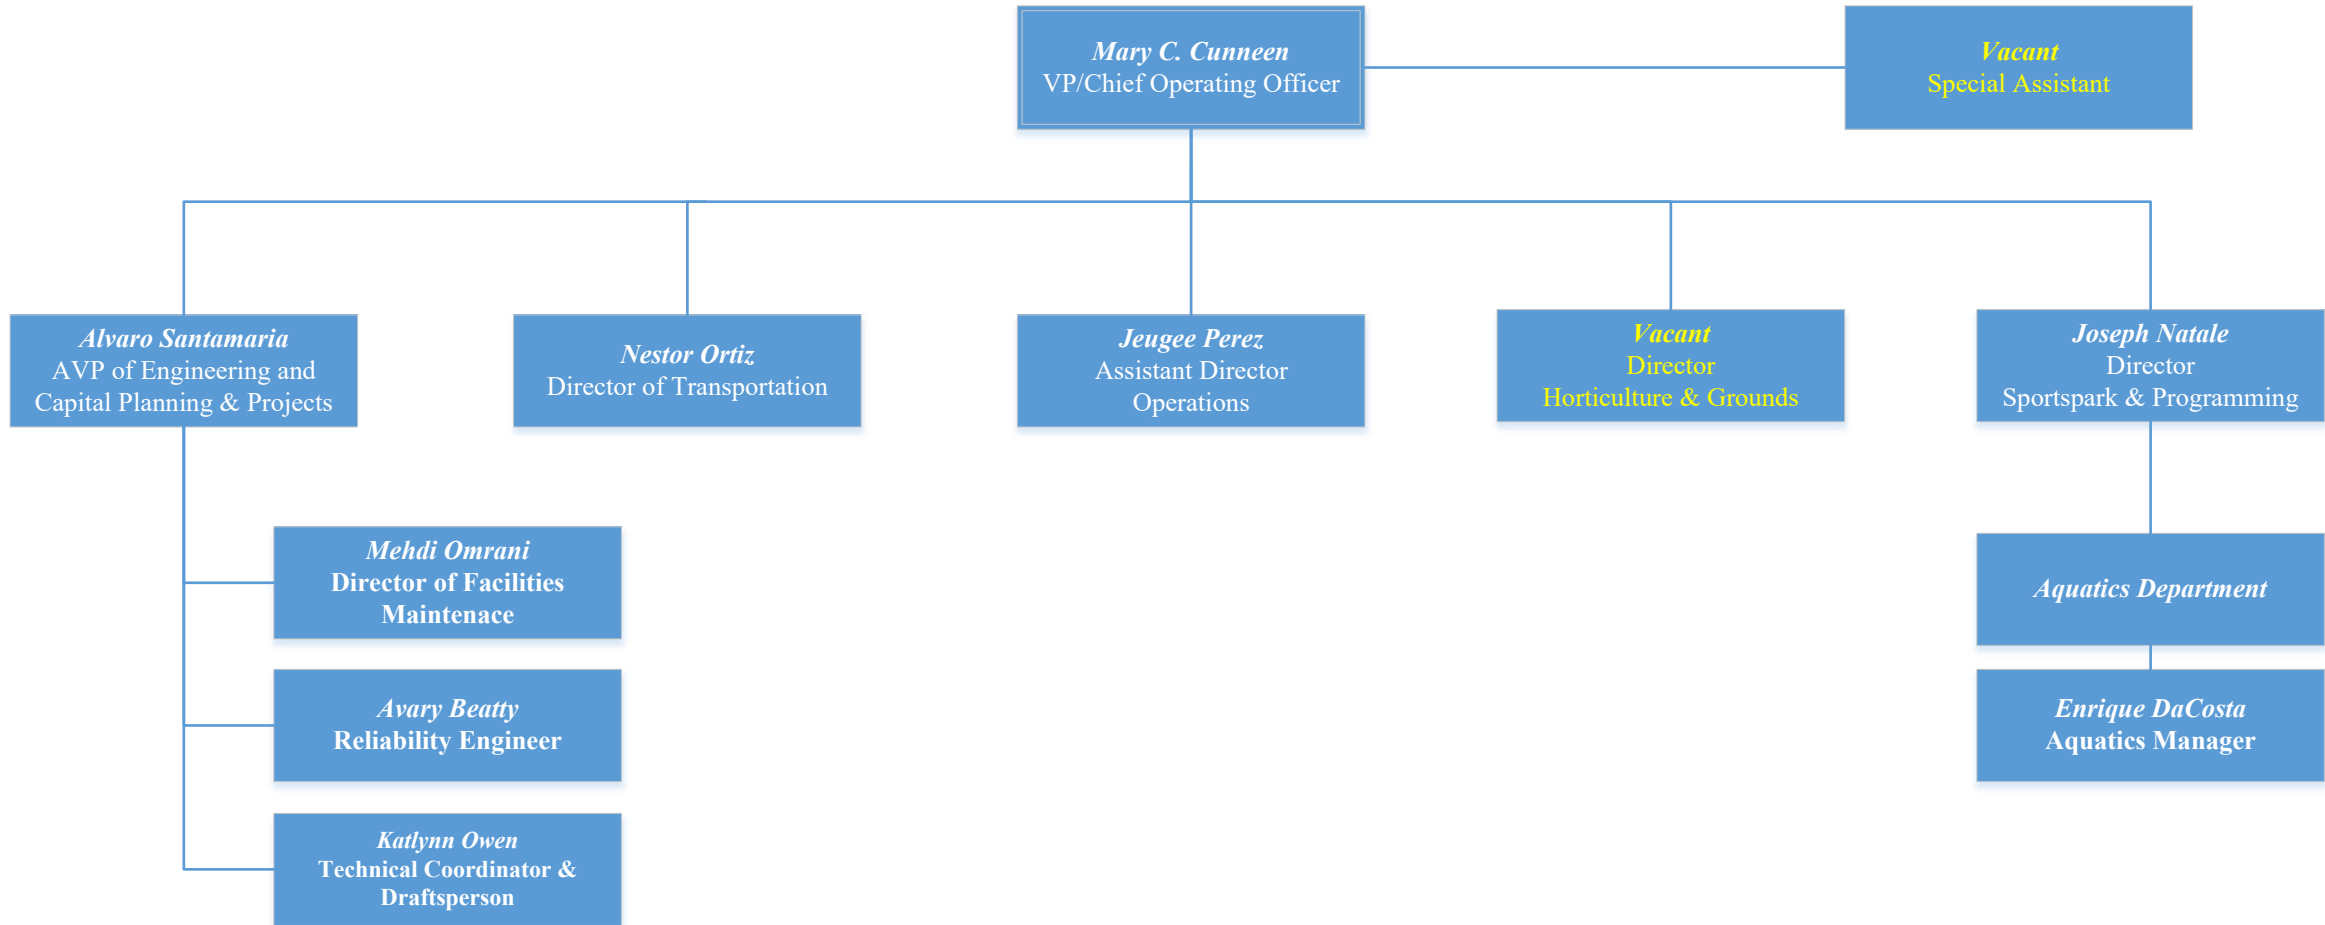 Mary C. Cunneen
VP/Chief Operating Officer
Vacant
Special Assistant
Alvaro Santamaria
AVP of Engineering and
Capital Planning & Projects
Nestor Ortiz
Director of Transportation
Jeugee Perez
Assistant Director
Operations
Vacant
Director
Horticulture & Grounds
Joseph Natale
Director
Sportspark & Programming
Mehdi Omrani
Director of Facilities
Maintenace
Avary Beatty
Reliability Engineer
Katlynn Owen
Technical Coordinator &
Draftsperson
Aquatics Department
Enrique DaCosta
Aquatics Manager